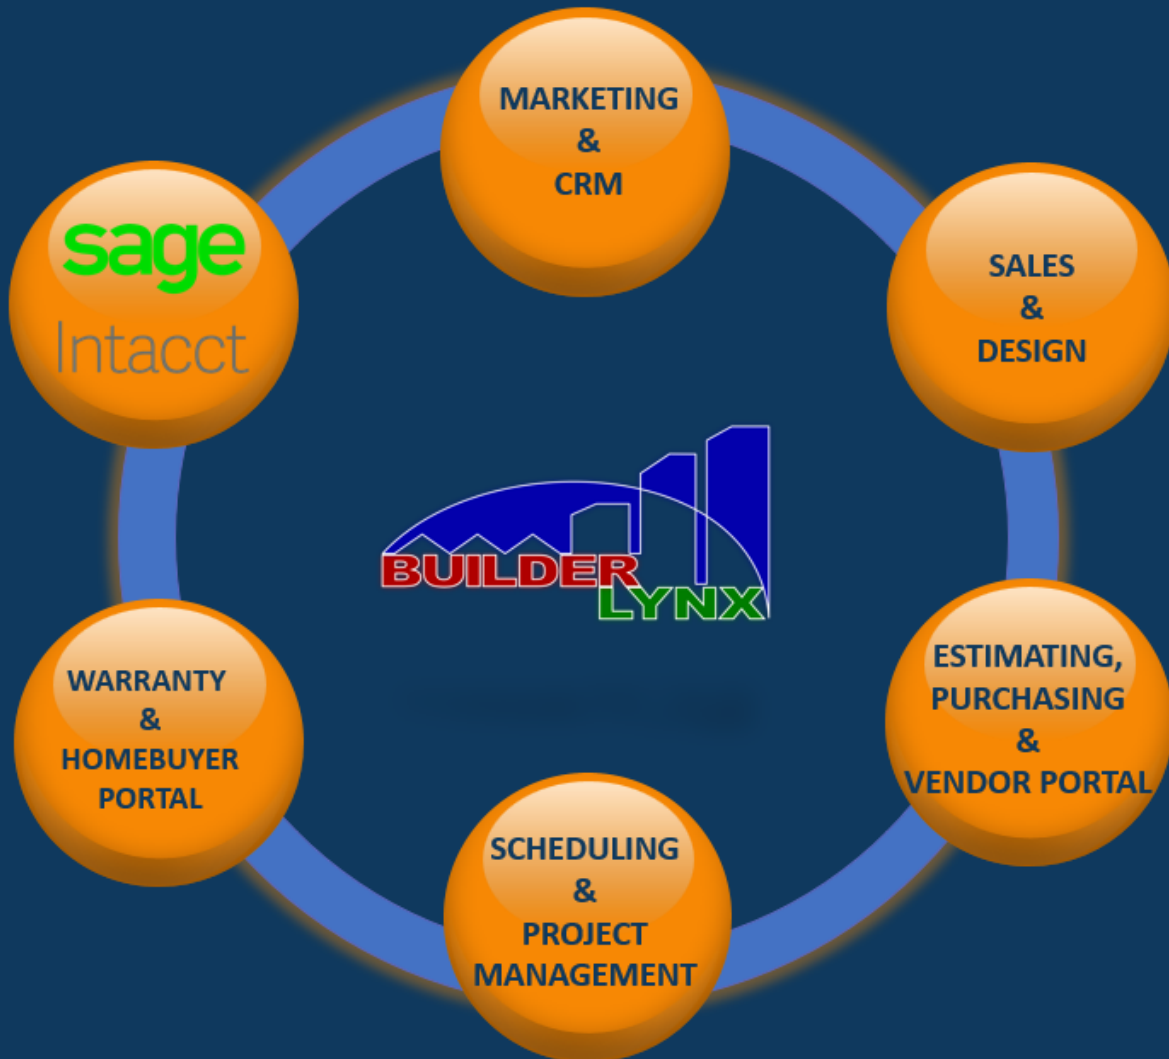 MARKETING
&
CRM
SALES
&
DESIGN
ESTIMATING,
PURCHASING
&
VENDOR PORTAL
SCHEDULING
&
PROJECT
MANAGEMENT
WARRANTY
&
HOMEBUYER
PORTAL
sage
Intacct
BUILDER
LYNX